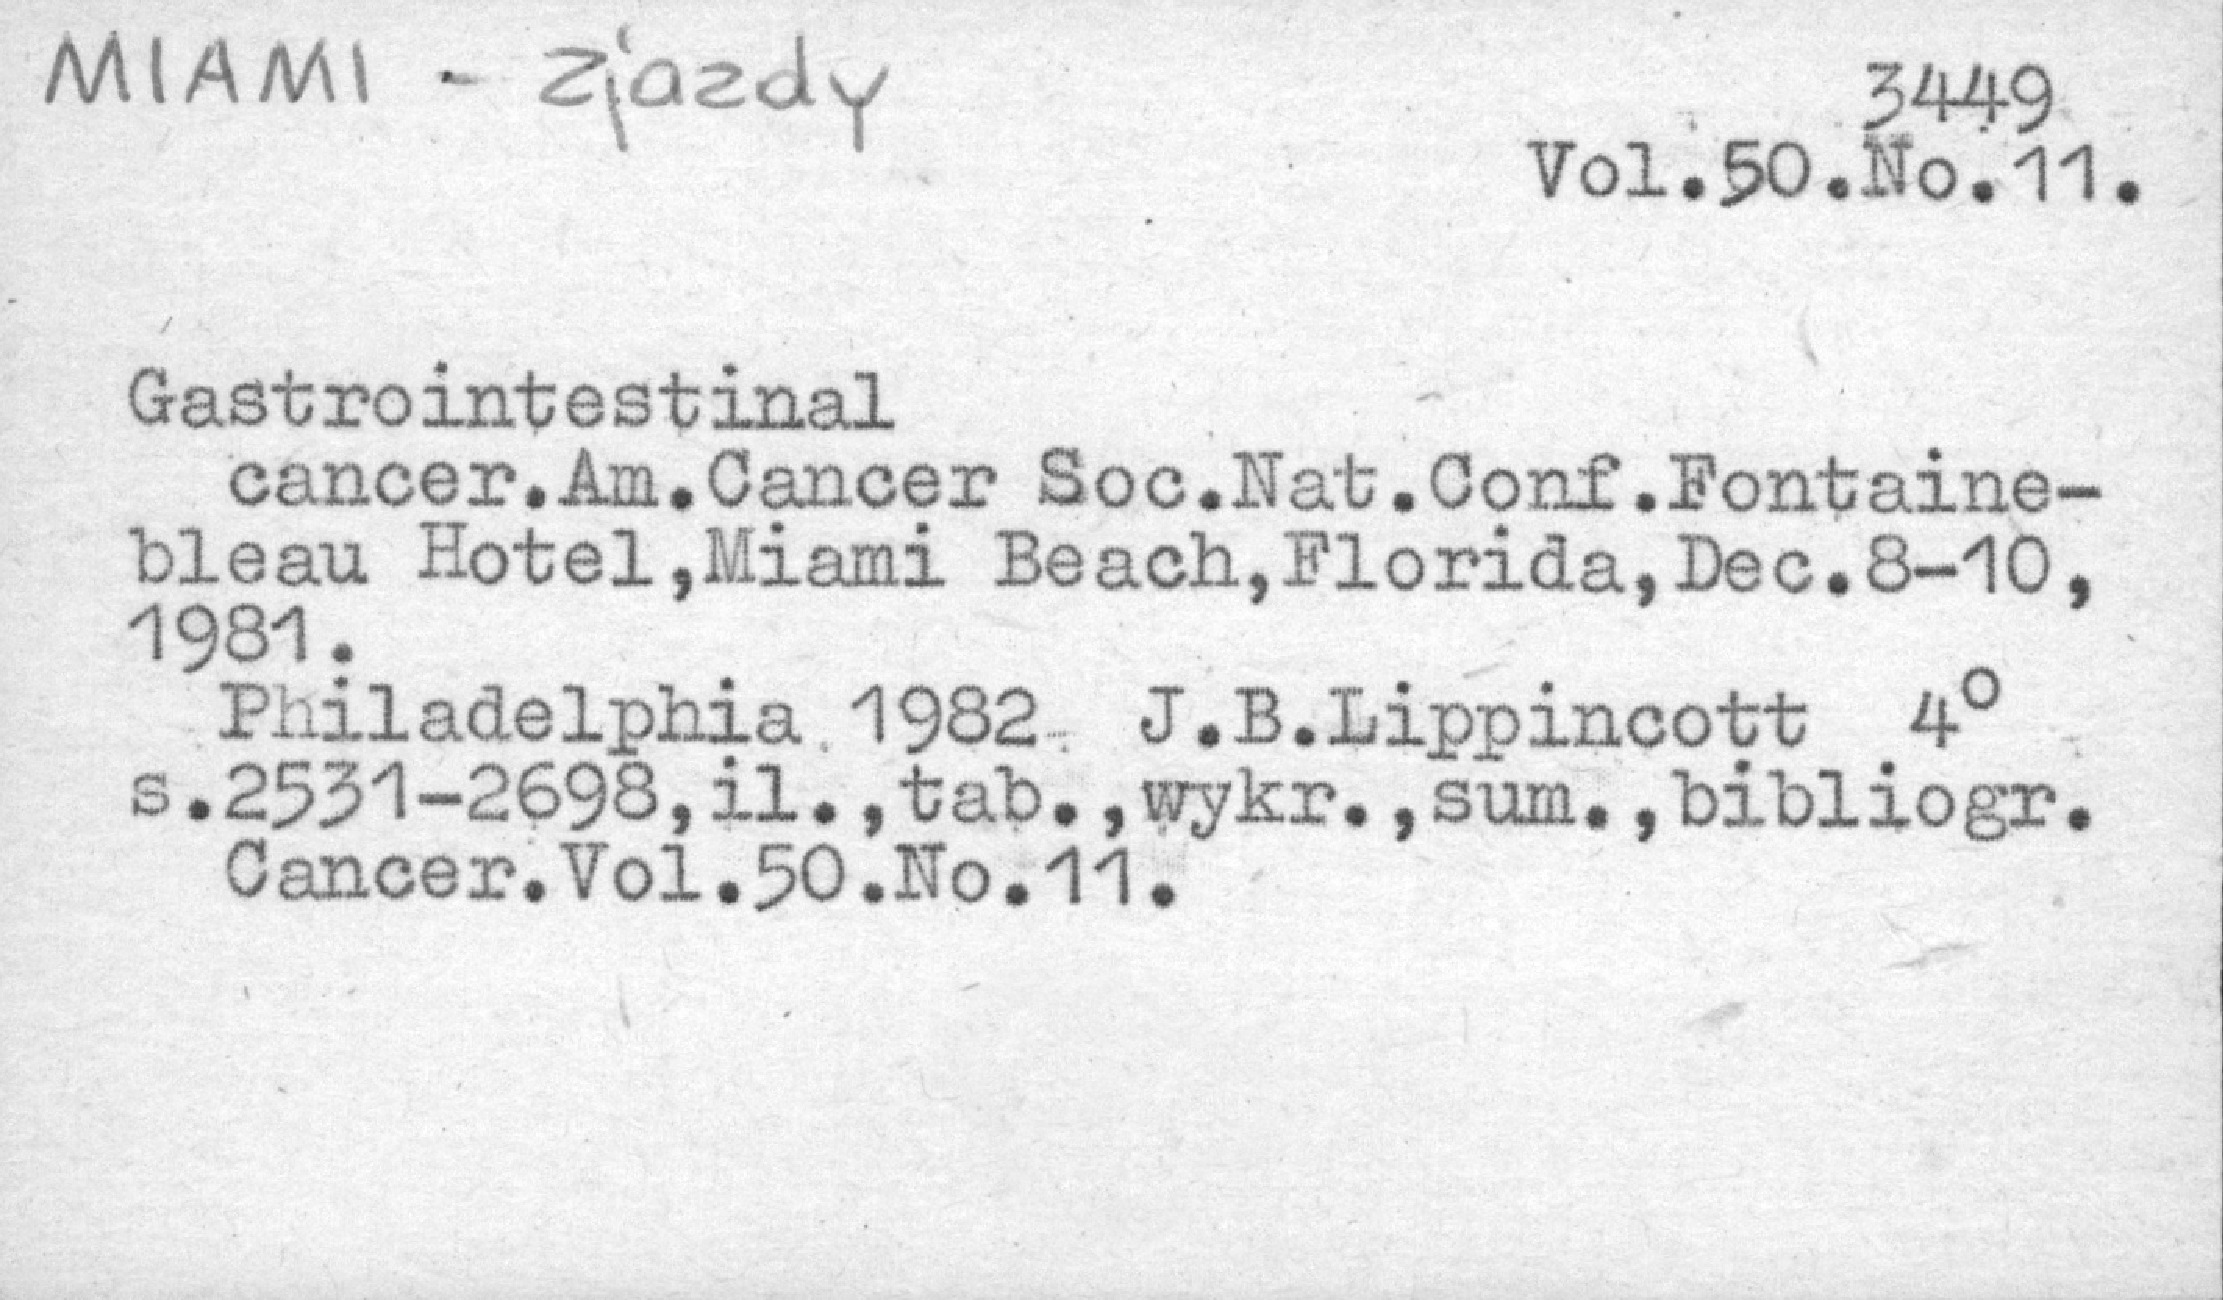 MIAMI - zjazdy
3449
Vol.50.No.11.
Gastrointestinal
cancer.Am.Cancer Soc.Nat.Conf.Fontaine-
bleau Hotel,Miami Beach,Florida,Dec.8-10,
1981.
Philadelphia 1982 J.B.Lippincott 4°
s.2531-2698,il.,tab.,wykr.,sum.,bibliogr.
Cancer.Vol.50.No.11.